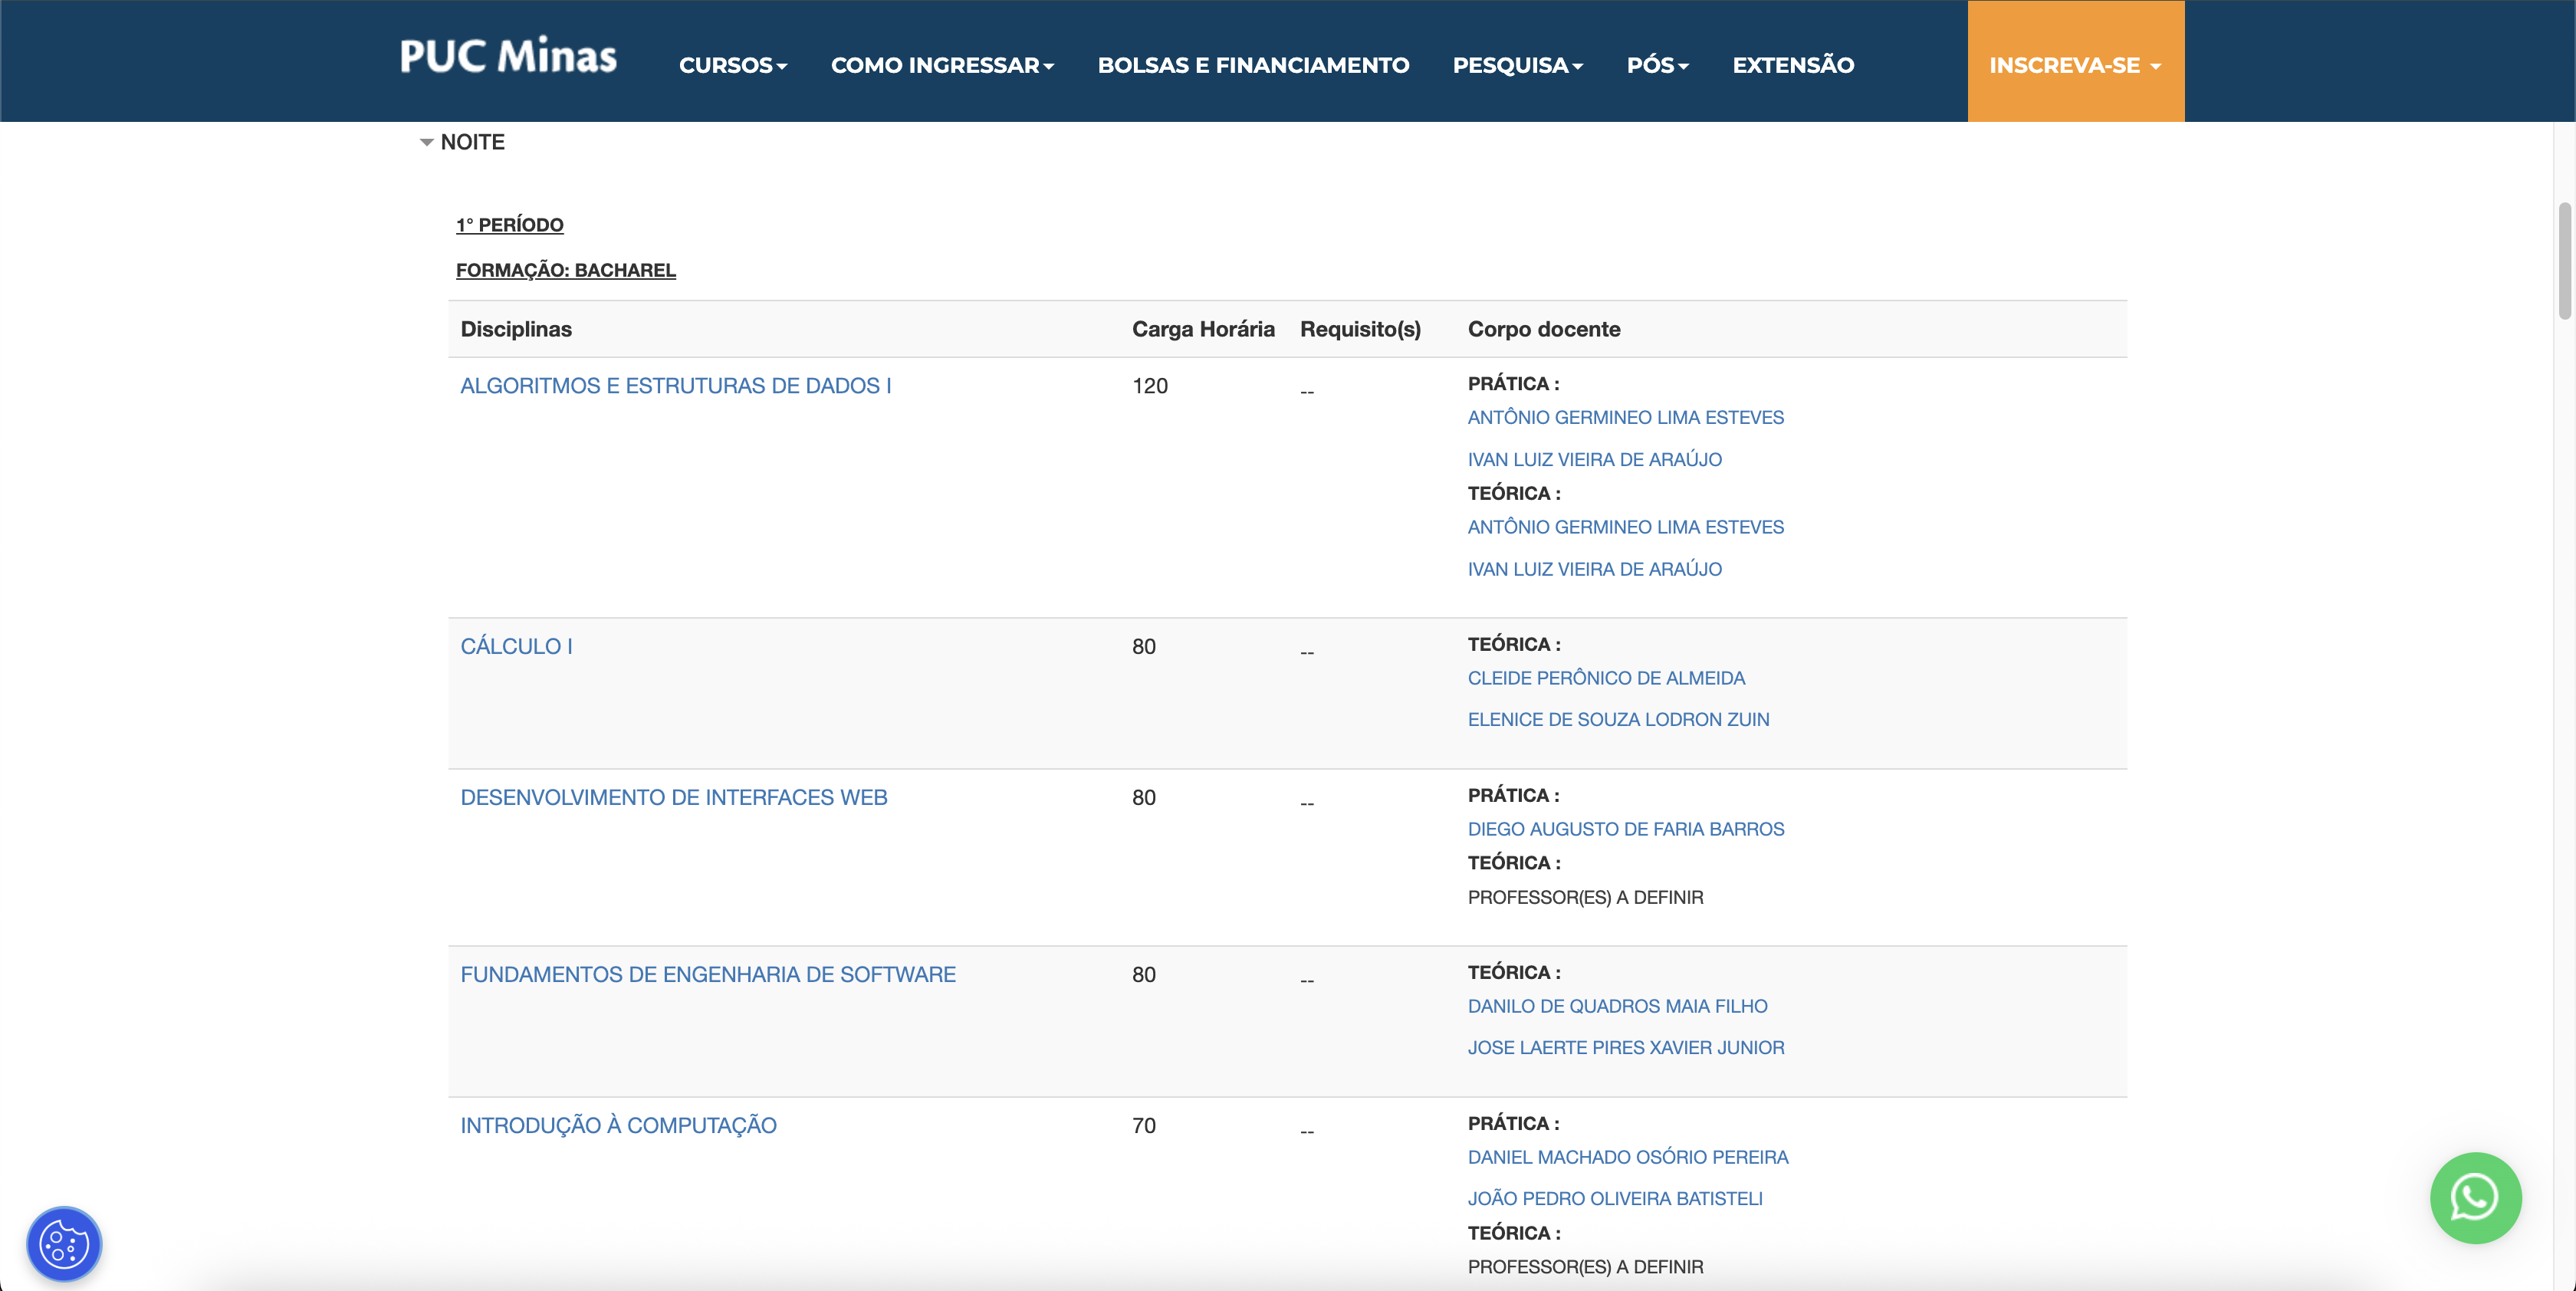 PUC Minas
CURSOS
COMO INGRESSAR
BOLSAS E FINANCIAMENTO
PESQUISA
PÓS
EXTENSÃO
INSCREVA-SE
NOITE
1° PERÍODO
FORMAÇÃO: BACHAREL
Disciplinas Carga Horária Requisito(s) Corpo docente
ALGORITMOS E ESTRUTURAS DE DADOS I 120 -- PRÁTICA :
ANTÔNIO GERMINEO LIMA ESTEVES
IVAN LUIZ VIEIRA DE ARAÚJO
TEÓRICA :
ANTÔNIO GERMINEO LIMA ESTEVES
IVAN LUIZ VIEIRA DE ARAÚJO
CÁLCULO I 80 -- TEÓRICA :
CLEIDE PERÔNICO DE ALMEIDA
ELENICE DE SOUZA LODRON ZUIN
DESENVOLVIMENTO DE INTERFACES WEB 80 -- PRÁTICA :
DIEGO AUGUSTO DE FARIA BARROS
TEÓRICA :
PROFESSOR(ES) A DEFINIR
FUNDAMENTOS DE ENGENHARIA DE SOFTWARE 80 -- TEÓRICA :
DANILO DE QUADROS MAIA FILHO
JOSE LAERTE PIRES XAVIER JUNIOR
INTRODUÇÃO À COMPUTAÇÃO 70 -- PRÁTICA :
DANIEL MACHADO OSÓRIO PEREIRA
JOÃO PEDRO OLIVEIRA BATISTELI
TEÓRICA :
PROFESSOR(ES) A DEFINIR